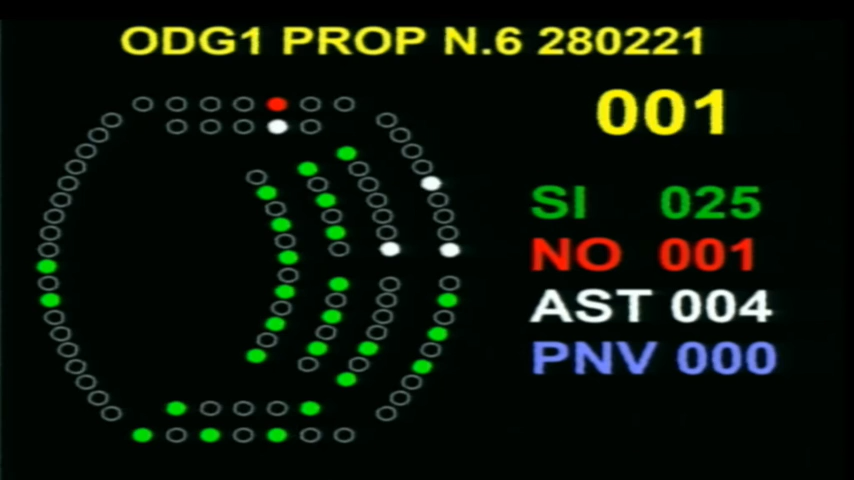 ODG1 PROP N.6 280221
001
SI 025
NO 001
AST 004
PNV 000